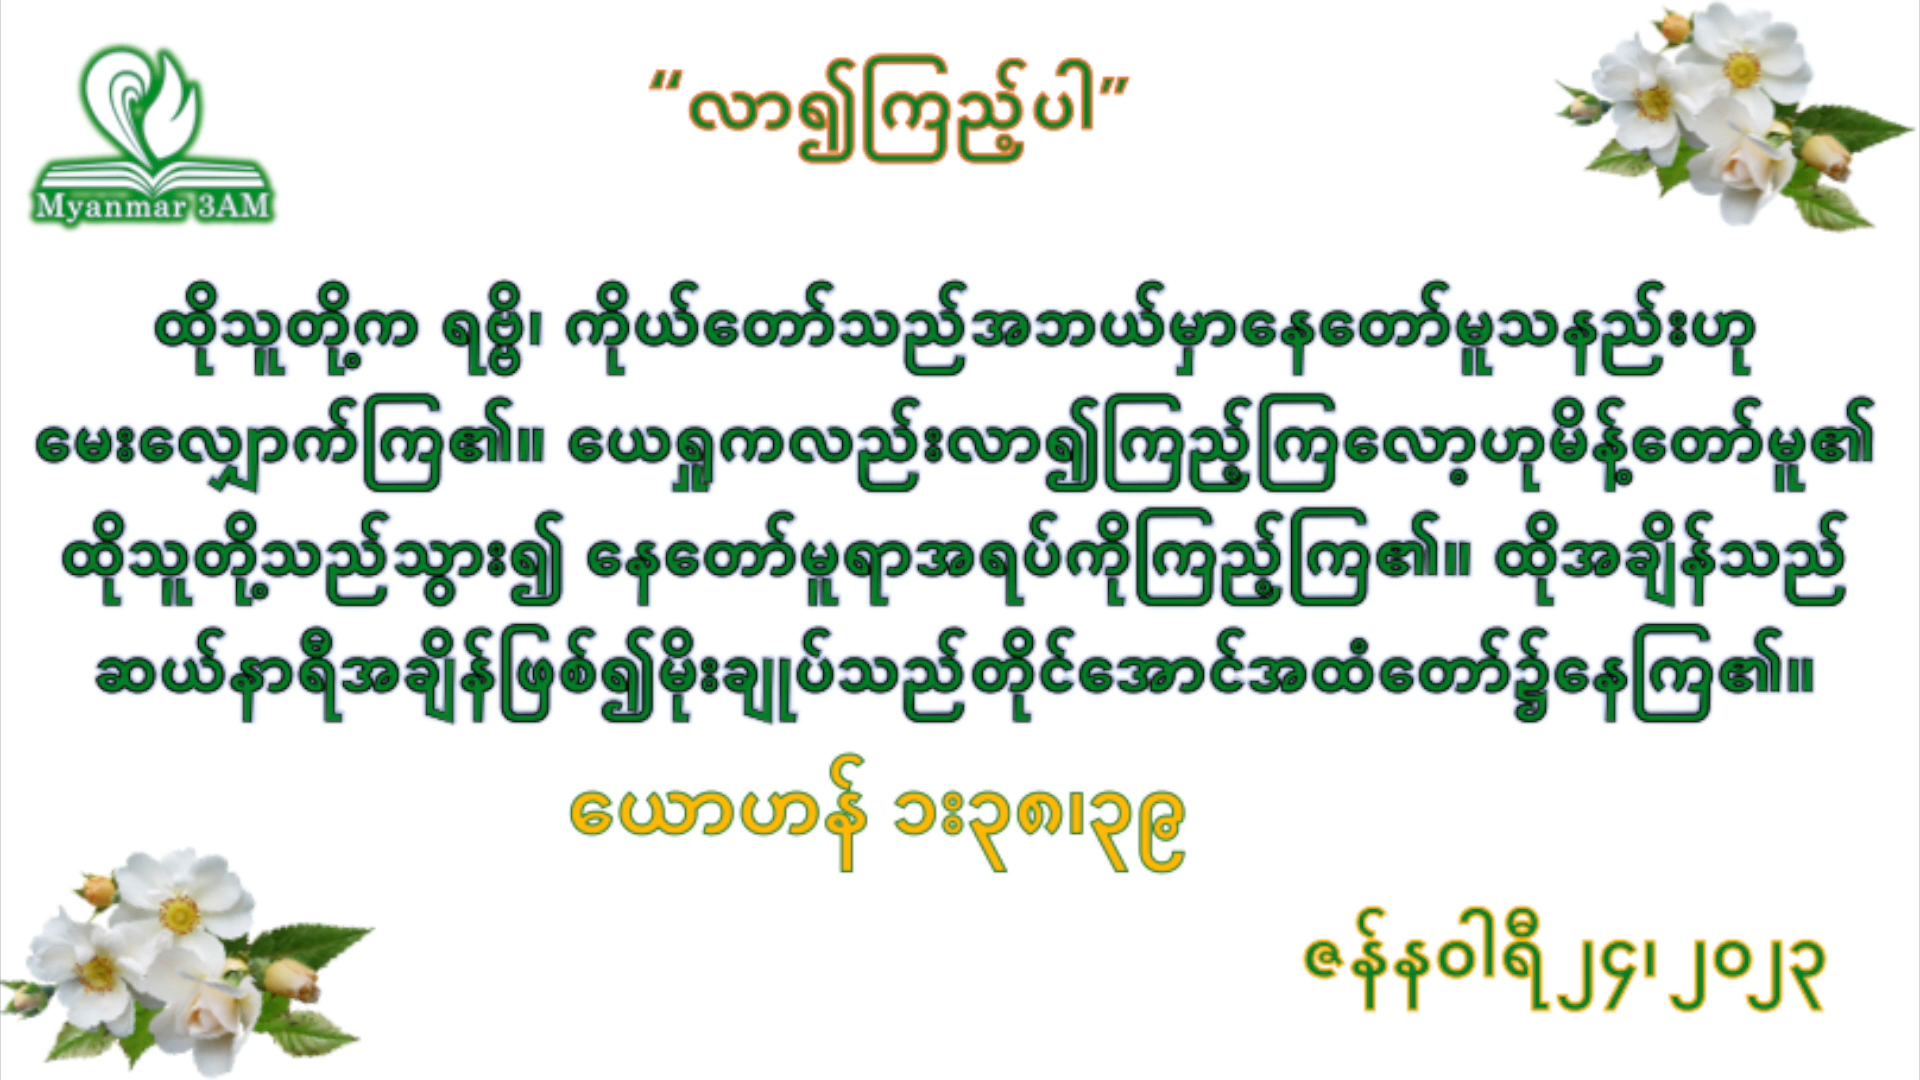 “လာ၍ကြည့်ပါ”
Myanmar 3AM
ထိုသူတို့က ရဗ္ဗိ၊ ကိုယ်တော်သည်အဘယ်မှာနေတော်မူသနည်းဟု
မေးလျှောက်ကြ၏။ ယေရှုကလည်းလာ၍ကြည့်ကြလော့ဟုမိန့်တော်မူ၏
ထိုသူတို့သည်သွား၍ နေတော်မူရာအရပ်ကိုကြည့်ကြ၏။ ထိုအချိန်သည်
ဆယ်နာရီအချိန်ဖြစ်၍မိုးချုပ်သည်တိုင်အောင်အထံတော်၌နေကြ၏။
ယောဟန် ၁း၃၈၊၃၉
ဇန်နဝါရီ၂၄၊၂၀၂၃